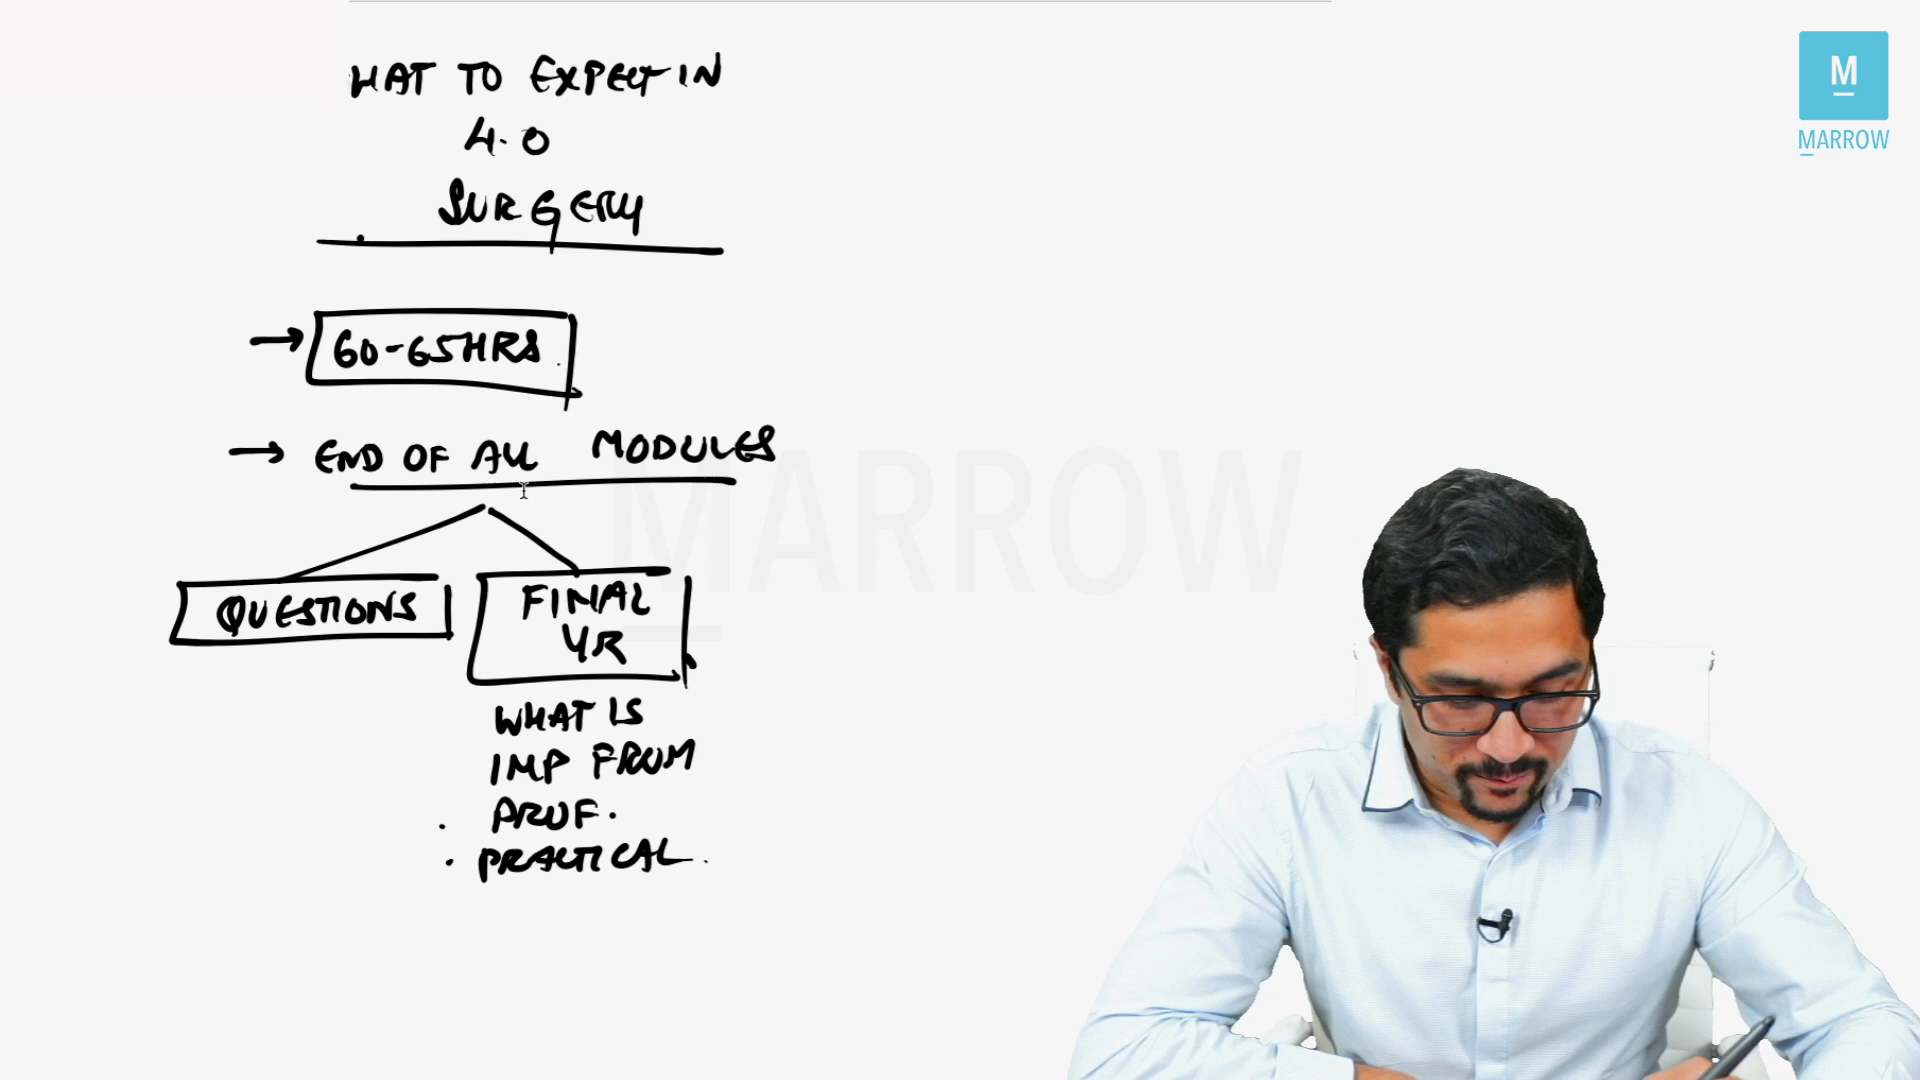 HAT TO EXPECT IN
4.0
SURGERY
→ 60-65HRS
→ END OF ALL MODULES
QUESTIONS
FINAL
YR
WHAT IS
IMP FROM
PROF.
. PRACTICAL.
M
MARROW
MARROW